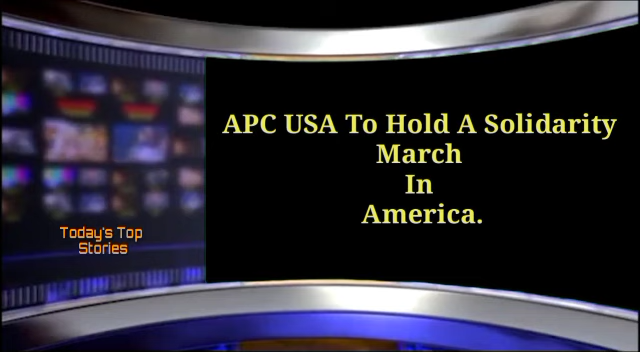 APC USA To Hold A Solidarity
March
In
America.
Today's Top
Stories